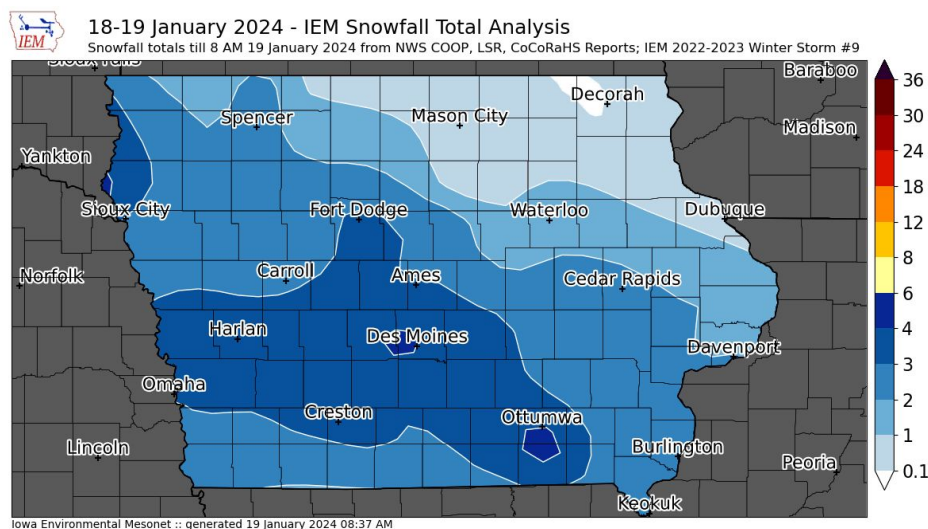 IEM
18-19 January 2024 - IEM Snowfall Total Analysis
Snowfall totals till 8 AM 19 January 2024 from NWS COOP, LSR, CoCoRaHS Reports; IEM 2022-2023 Winter Storm #9
Sioux Falls
Baraboo
36
Decorah
Spencer
Mason City
30
Madison
Yankton
24
18
Sioux City
Fort Dodge
Waterloo
Dubuque
12
8
Norfolk
Carroll
Ames
Cedar Rapids
6
Harlan
Des Moines
4
Davenport
3
Omaha
2
Creston
Ottumwa
1
Lincoln
Burlington
Peoria
0.1
Keokuk
Iowa Environmental Mesonet :: generated 19 January 2024 08:37 AM